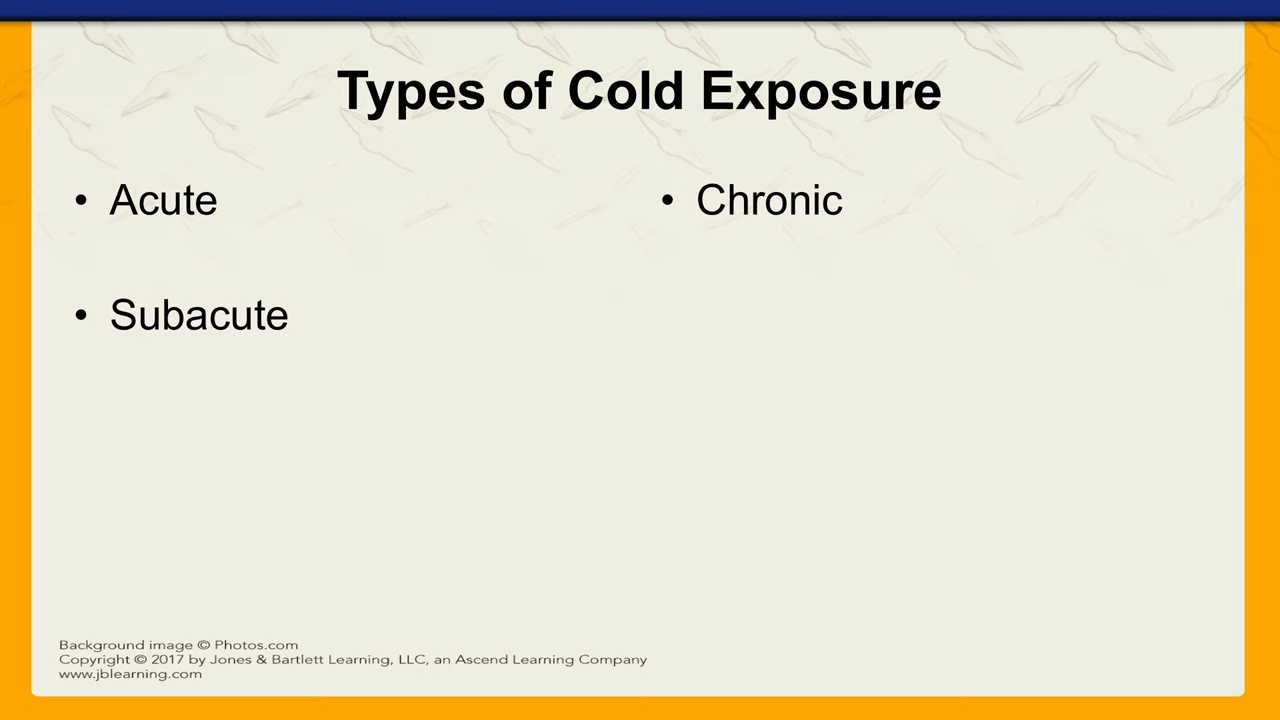 Types of Cold Exposure
• Acute
• Subacute
• Chronic
Background image © Photos.com
Copyright © 2017 by Jones & Bartlett Learning, LLC, an Ascend Learning Company
www.jblearning.com